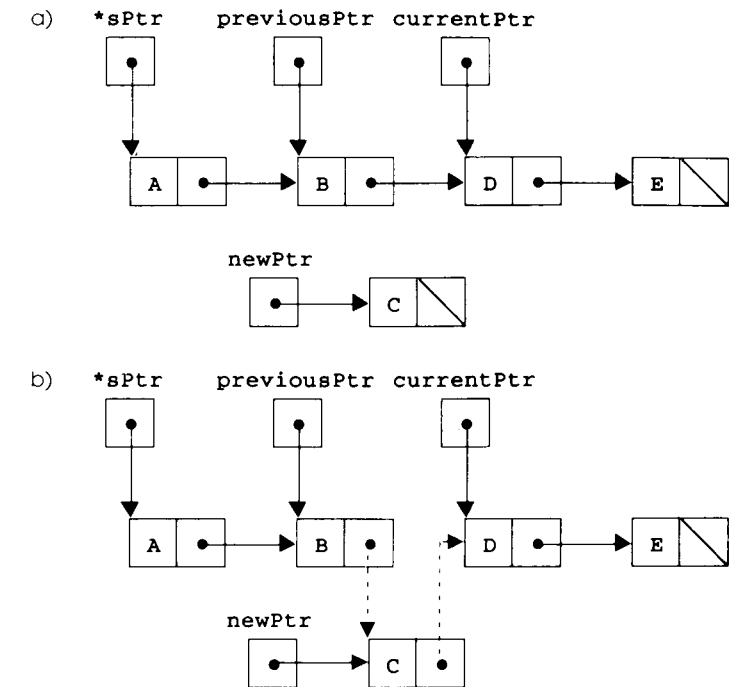 a) *sPtr previousPtr currentPtr
A B D E
newPtr
C
b) *sPtr previousPtr currentPtr
A B D E
newPtr
C